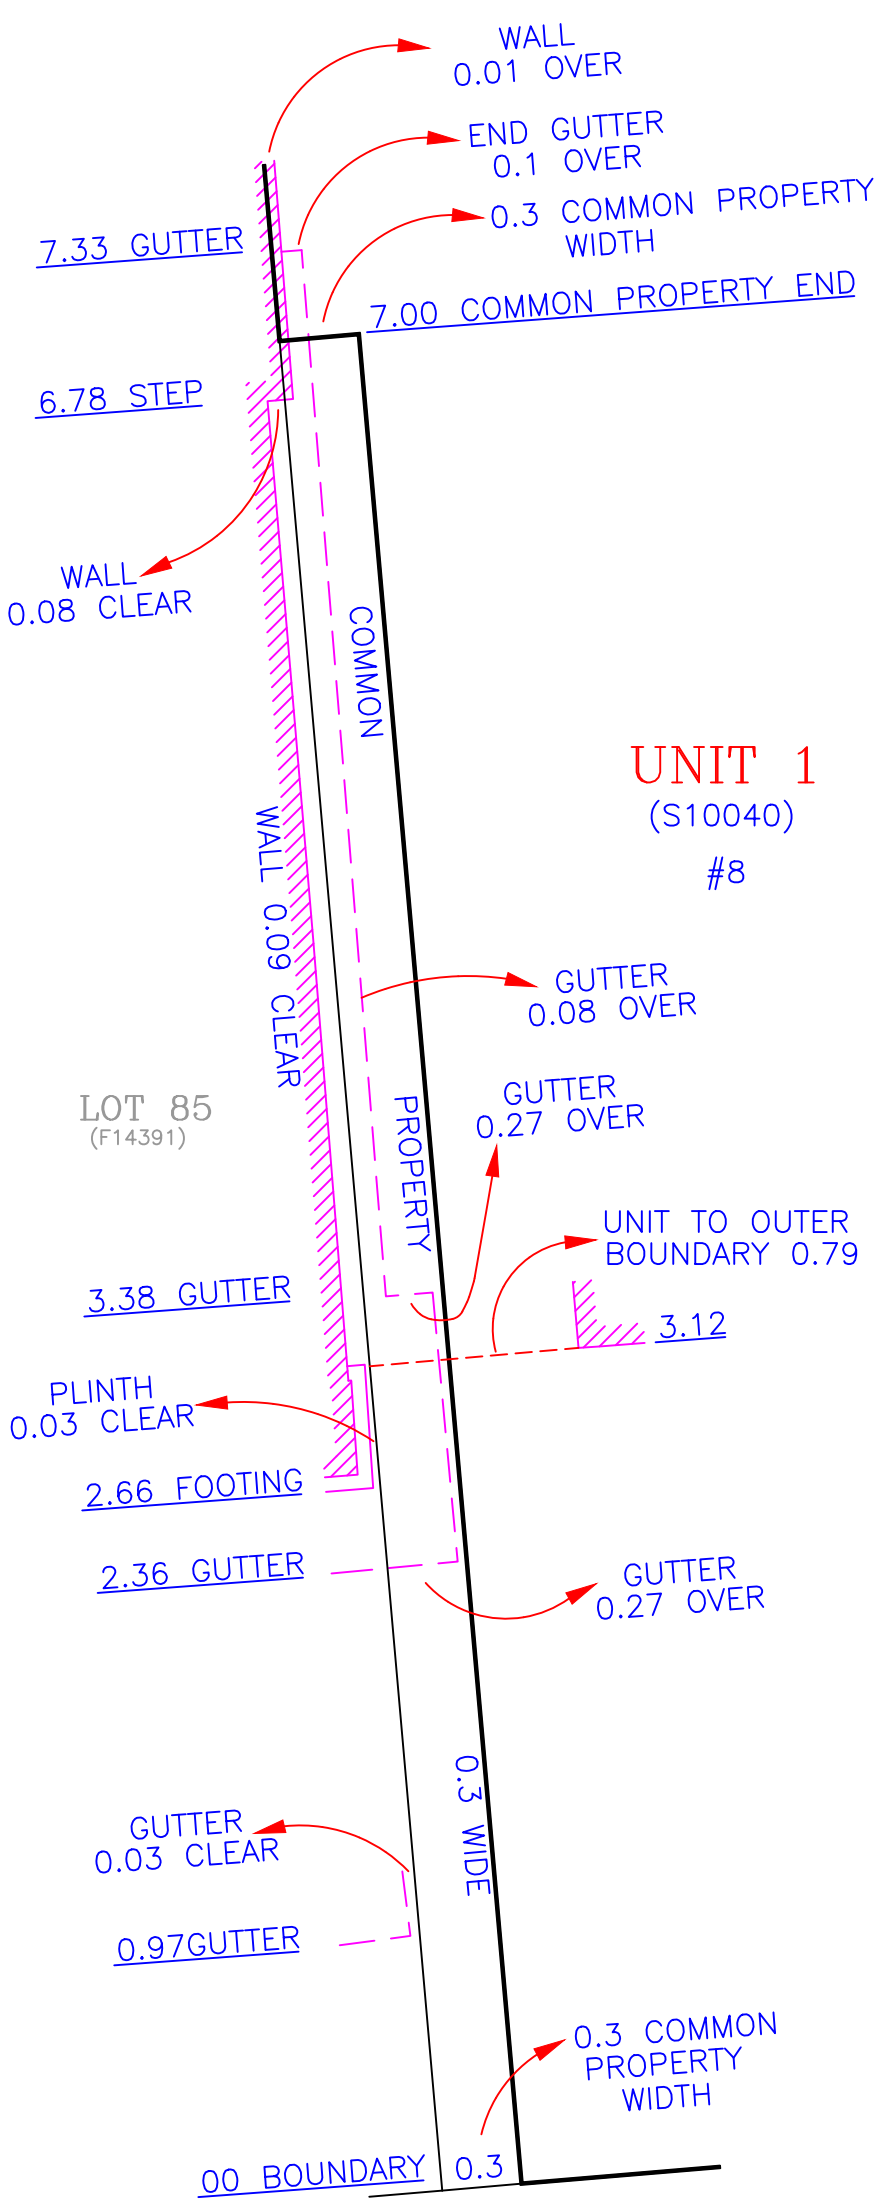 WALL
0.01 OVER
END GUTTER
0.1 OVER
0.3 COMMON PROPERTY
WIDTH
7.33 GUTTER
7.00 COMMON PROPERTY END
6.78 STEP
WALL
0.08 CLEAR
COMMON
UNIT 1
(S10040)
#8
WALL 0.09 CLEAR
GUTTER
0.08 OVER
LOT 85
(F14391)
GUTTER
0.27 OVER
PROPERTY
UNIT TO OUTER
BOUNDARY 0.79
3.38 GUTTER
3.12
PLINTH
0.03 CLEAR
2.66 FOOTING
2.36 GUTTER
GUTTER
0.27 OVER
0.3 WIDE
GUTTER
0.03 CLEAR
0.97GUTTER
0.3 COMMON
PROPERTY
WIDTH
00 BOUNDARY
0.3